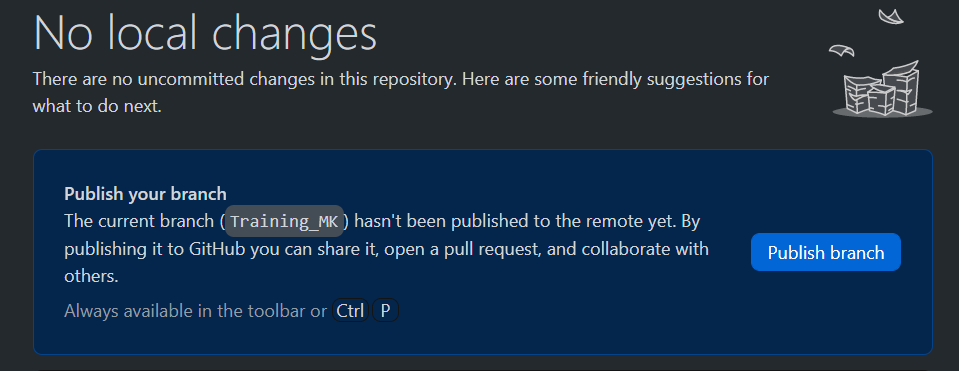 No local changes
There are no uncommitted changes in this repository. Here are some friendly suggestions for
what to do next.
Publish your branch
The current branch (Training_MK) hasn't been published to the remote yet. By
publishing it to GitHub you can share it, open a pull request, and collaborate with
others.
Publish branch
Always available in the toolbar or Ctrl P